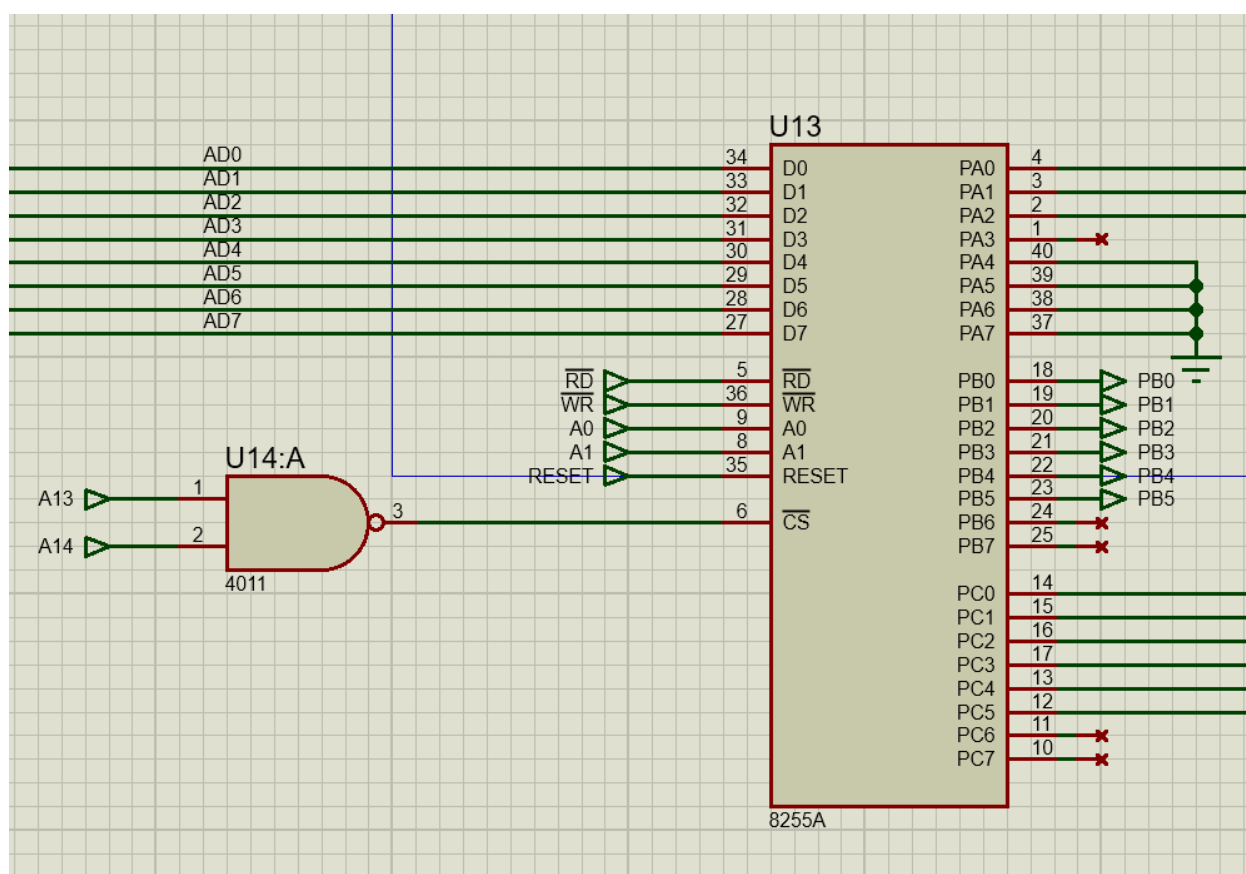 U13
AD0 34 D0 PA0 4
AD1 33 D1 PA1 3
AD2 32 D2 PA2 2
AD3 31 D3 PA3 1
AD4 30 D4 PA4 40
AD5 29 D5 PA5 39
AD6 28 D6 PA6 38
AD7 27 D7 PA7 37
RD 5 RD PB0 18 PB0
WR 36 WR PB1 19 PB1
A0 9 A0 PB2 20 PB2
A1 8 A1 PB3 21 PB3
RESET 35 RESET PB4 22 PB4
PB5 23 PB5
U14:A
A13 1
3 6 CS PB6 24
A14 2
PB7 25
4011
PC0 14
PC1 15
PC2 16
PC3 17
PC4 13
PC5 12
PC6 11
PC7 10
8255A